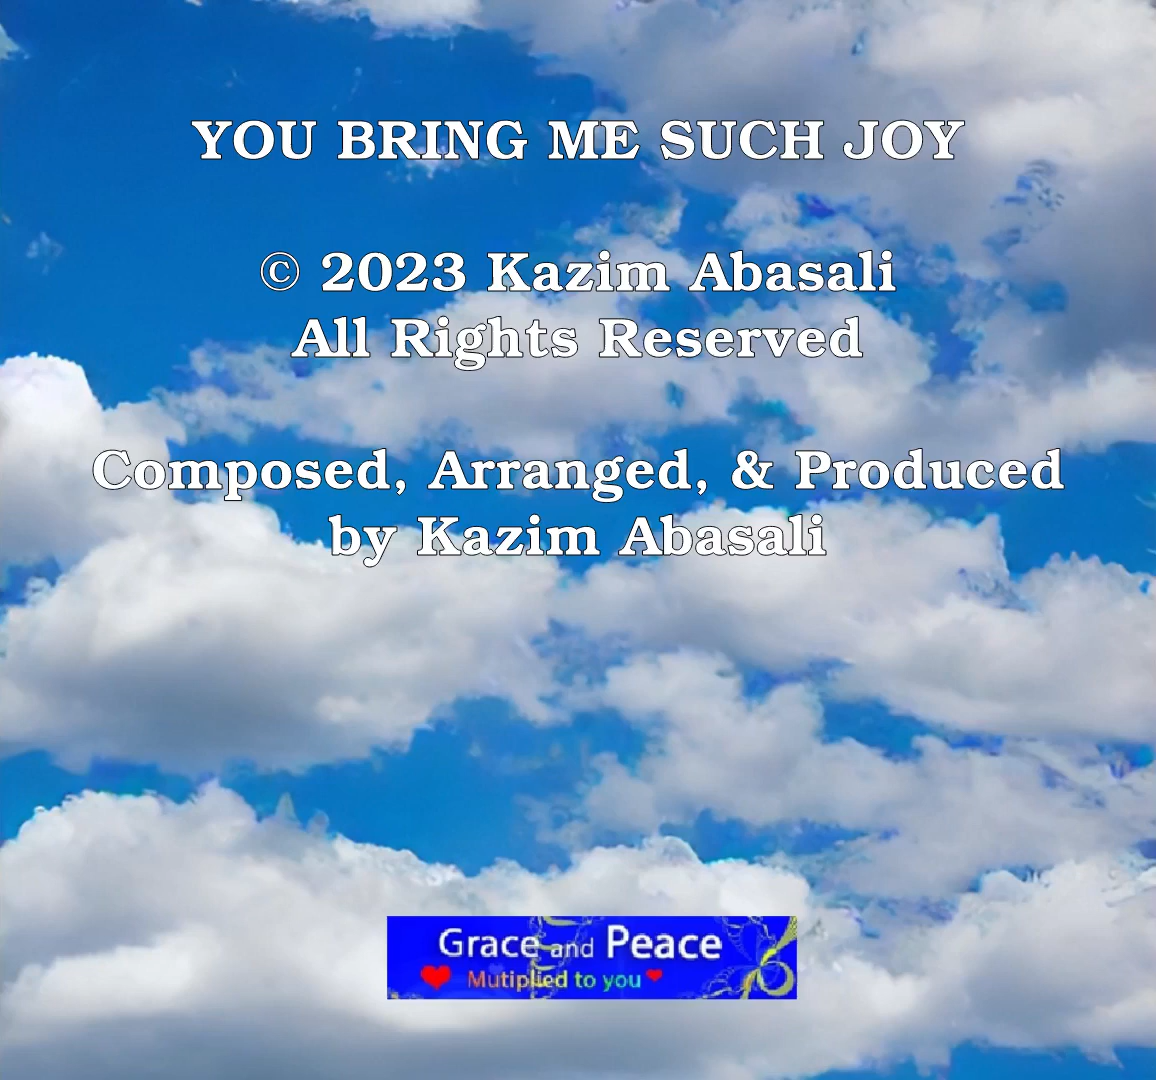 YOU BRING ME SUCH JOY
© 2023 Kazim Abasali
All Rights Reserved
Composed, Arranged, & Produced
by Kazim Abasali
Grace and Peace
Mutiplied to you